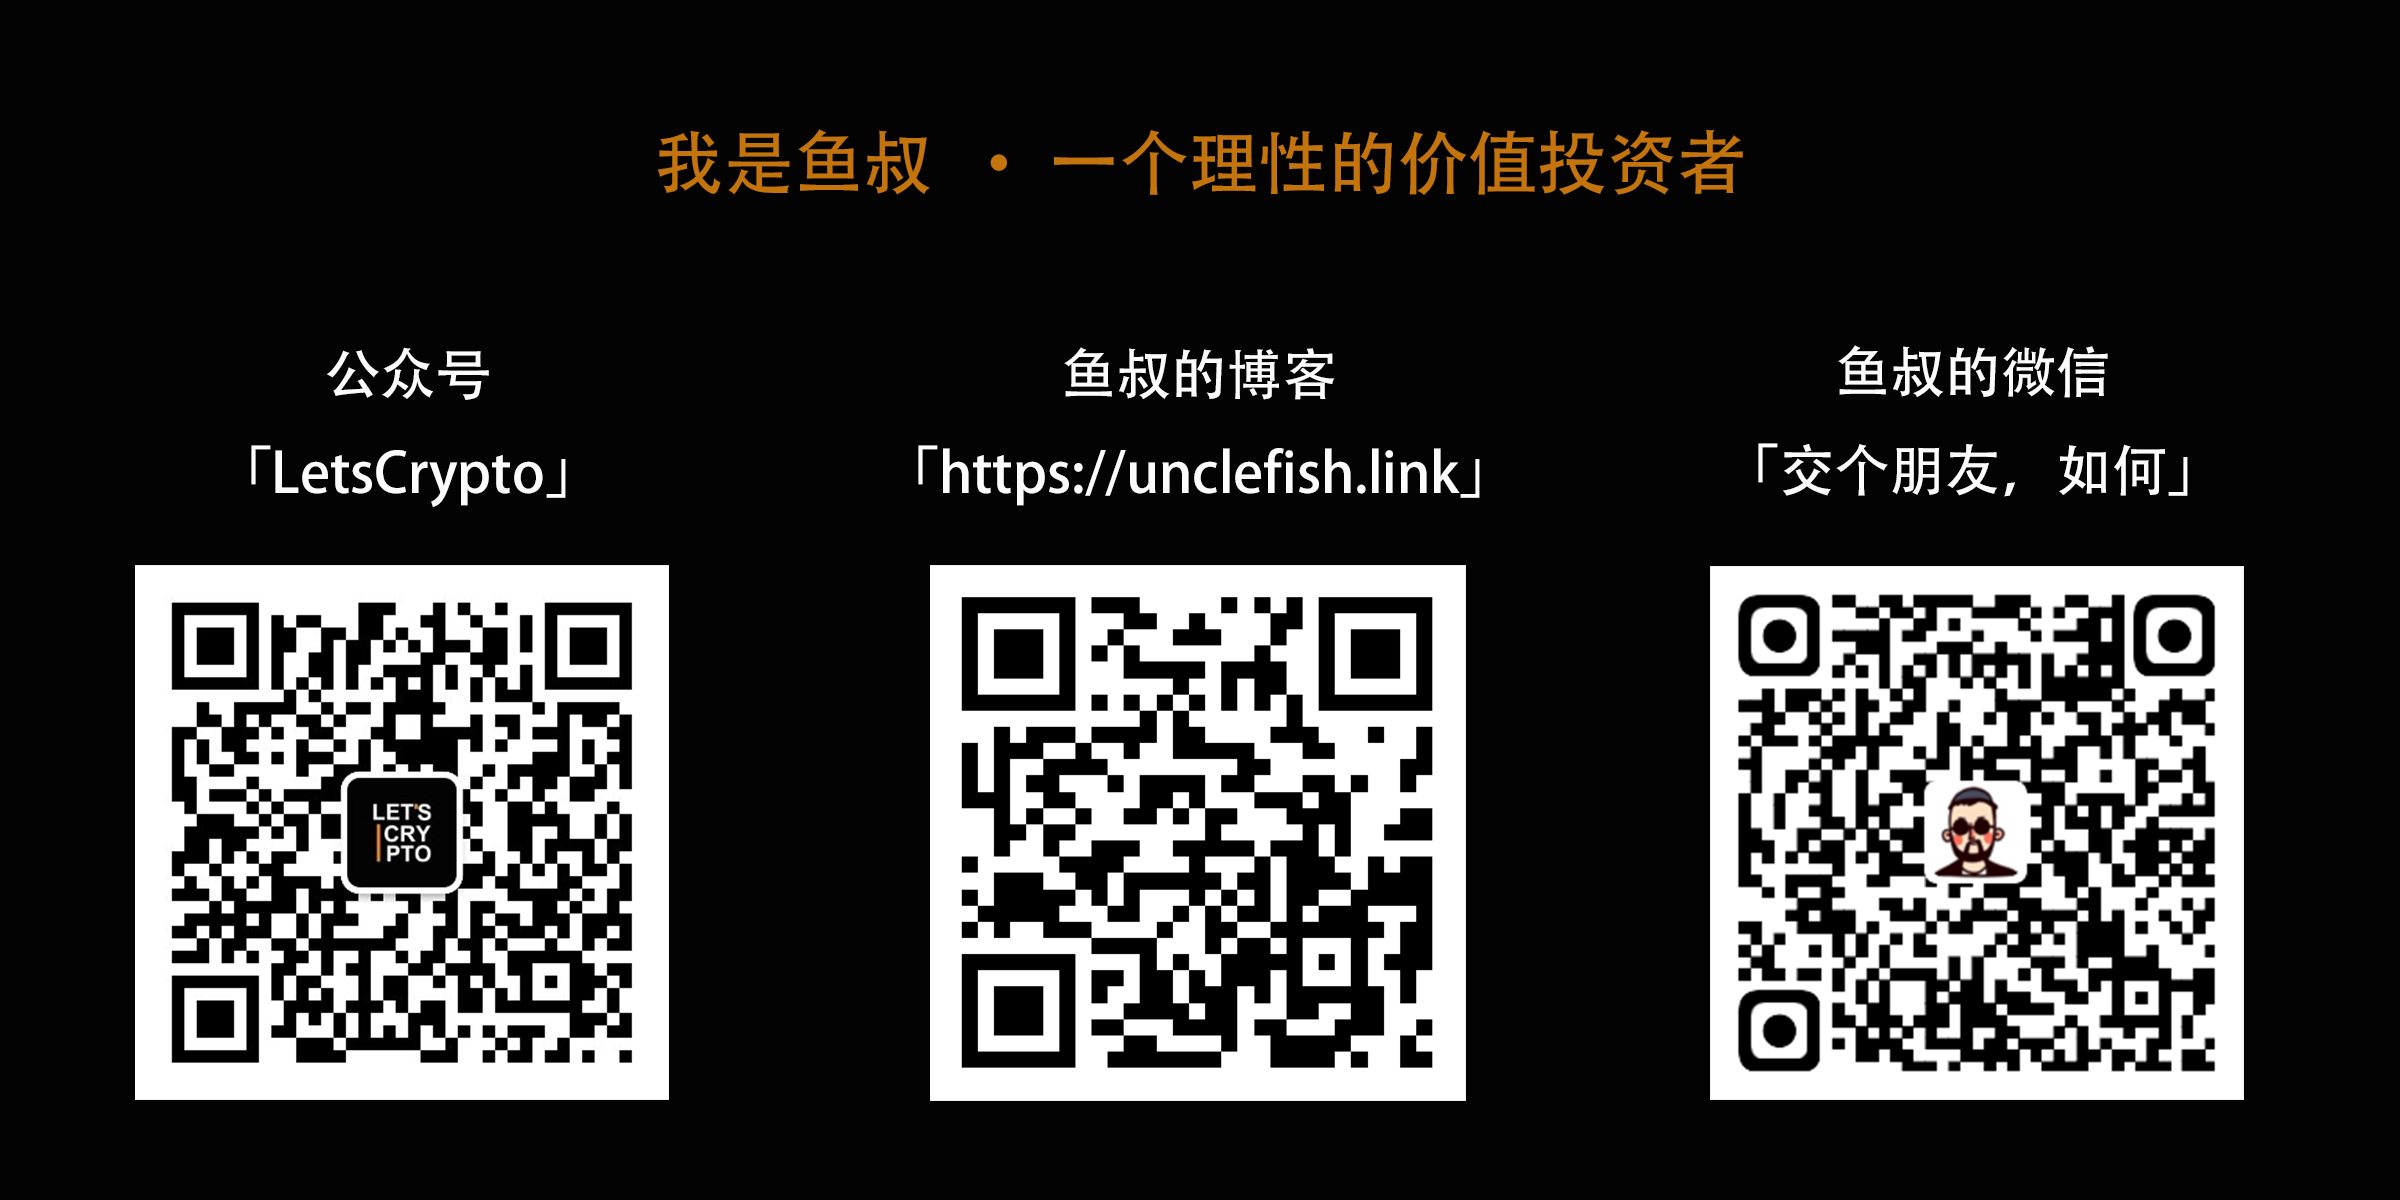 我是鱼叔 · 一个理性的价值投资者
公众号
「LetsCrypto」
鱼叔的博客
「https://unclefish.link」
鱼叔的微信
「交个朋友，如何」
LET'S
CRY
PTO